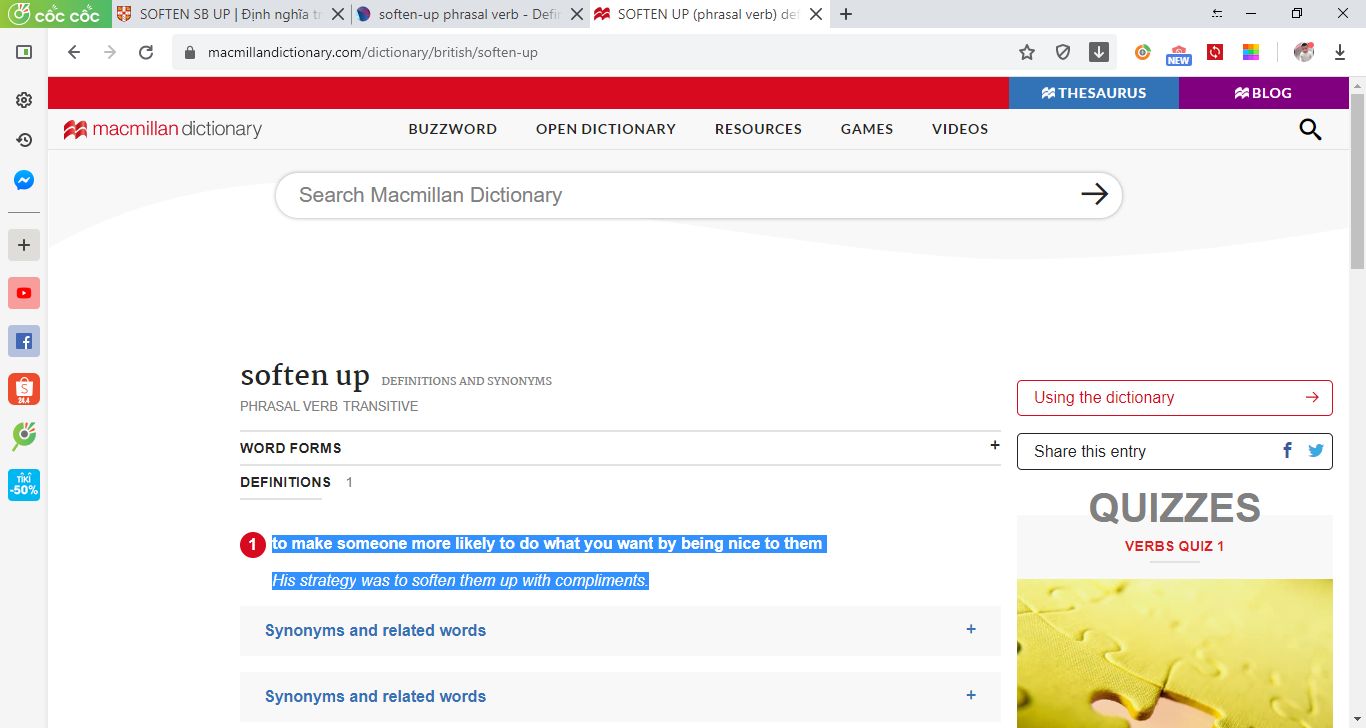 cốc cốc
SOFTEN SB UP | Định nghĩa tr
soften-up phrasal verb - Defin
SOFTEN UP (phrasal verb) def
macmillandictionary.com/dictionary/british/soften-up
NEW
THESAURUS
BLOG
macmillan dictionary
BUZZWORD
OPEN DICTIONARY
RESOURCES
GAMES
VIDEOS
Search Macmillan Dictionary
S
24.4
TIKI
-50%
soften up DEFINITIONS AND SYNONYMS
PHRASAL VERB TRANSITIVE
WORD FORMS +
DEFINITIONS 1
1 to make someone more likely to do what you want by being nice to them
His strategy was to soften them up with compliments.
Synonyms and related words +
Synonyms and related words +
Using the dictionary
Share this entry
QUIZZES
VERBS QUIZ 1